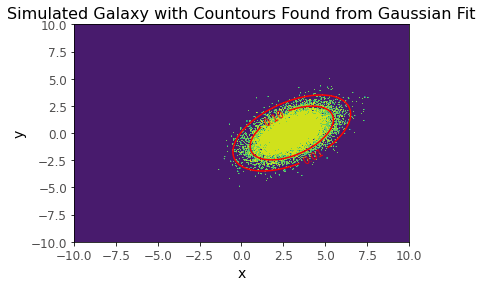 Simulated Galaxy with Countours Found from Gaussian Fit
10.0
7.5
5.0
2.5
0.0
−2.5
−5.0
−7.5
−10.0
y
−10.0 −7.5 −5.0 −2.5 0.0 2.5 5.0 7.5 10.0
x